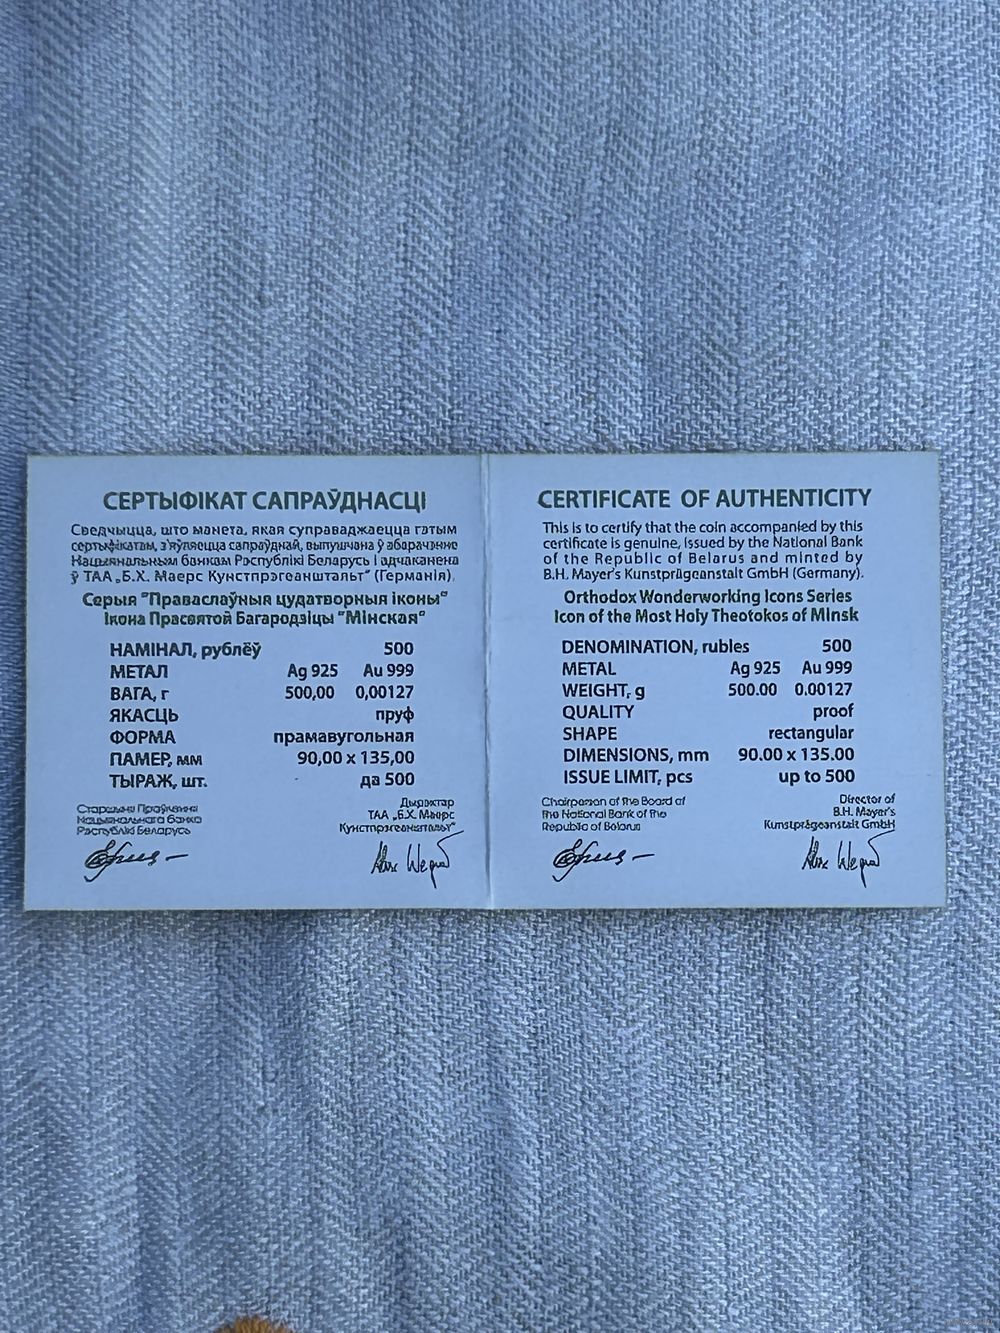 СЕРТЫФІКАТ САПРАЎДНАСЦІ
Сведчыцца, што манета, якая суправаджаецца гэтым
сертыфікатам, з'яўляецца сапраўднай, выпушчана ў абарачэнне
Нацыянальным банкам Рэспублікі Беларусь і адчаканена
ў ТАА „Б.Х. Маерс Кунстпрэгеанштальт" (Германія).
Серыя "Праваслаўныя цудатворныя іконы"
Ікона Прасвятой Багародзіцы "Мінская"
НАМІНАЛ, рублёў 500
МЕТАЛ Ag 925 Au 999
ВАГА, г 500,00 0,00127
ЯКАСЦЬ пруф
ФОРМА прамавугольная
ПАМЕР, мм 90,00 x 135,00
ТЫРАЖ, шт. да 500
Старшыня Праўлення
Нацыянальнага банка
Рэспублікі Беларусь
Дырэктар
ТАА „Б.Х. Маерс
Кунстпрэгеанштальт"
CERTIFICATE OF AUTHENTICITY
This is to certify that the coin accompanied by this
certificate is genuine, issued by the National Bank
of the Republic of Belarus and minted by
B.H. Mayer's Kunstprägeanstalt GmbH (Germany).
Orthodox Wonderworking Icons Series
Icon of the Most Holy Theotokos of Minsk
DENOMINATION, rubles 500
METAL Ag 925 Au 999
WEIGHT, g 500.00 0.00127
QUALITY proof
SHAPE rectangular
DIMENSIONS, mm 90.00 x 135.00
ISSUE LIMIT, pcs up to 500
Chairperson of the Board of
the National Bank of the
Republic of Belarus
Director of
B.H. Mayer's
Kunstprägeanstalt GmbH